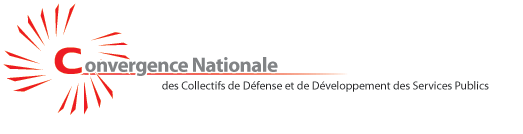 Convergence Nationale
des Collectifs de Défense et de Développement des Services Publics